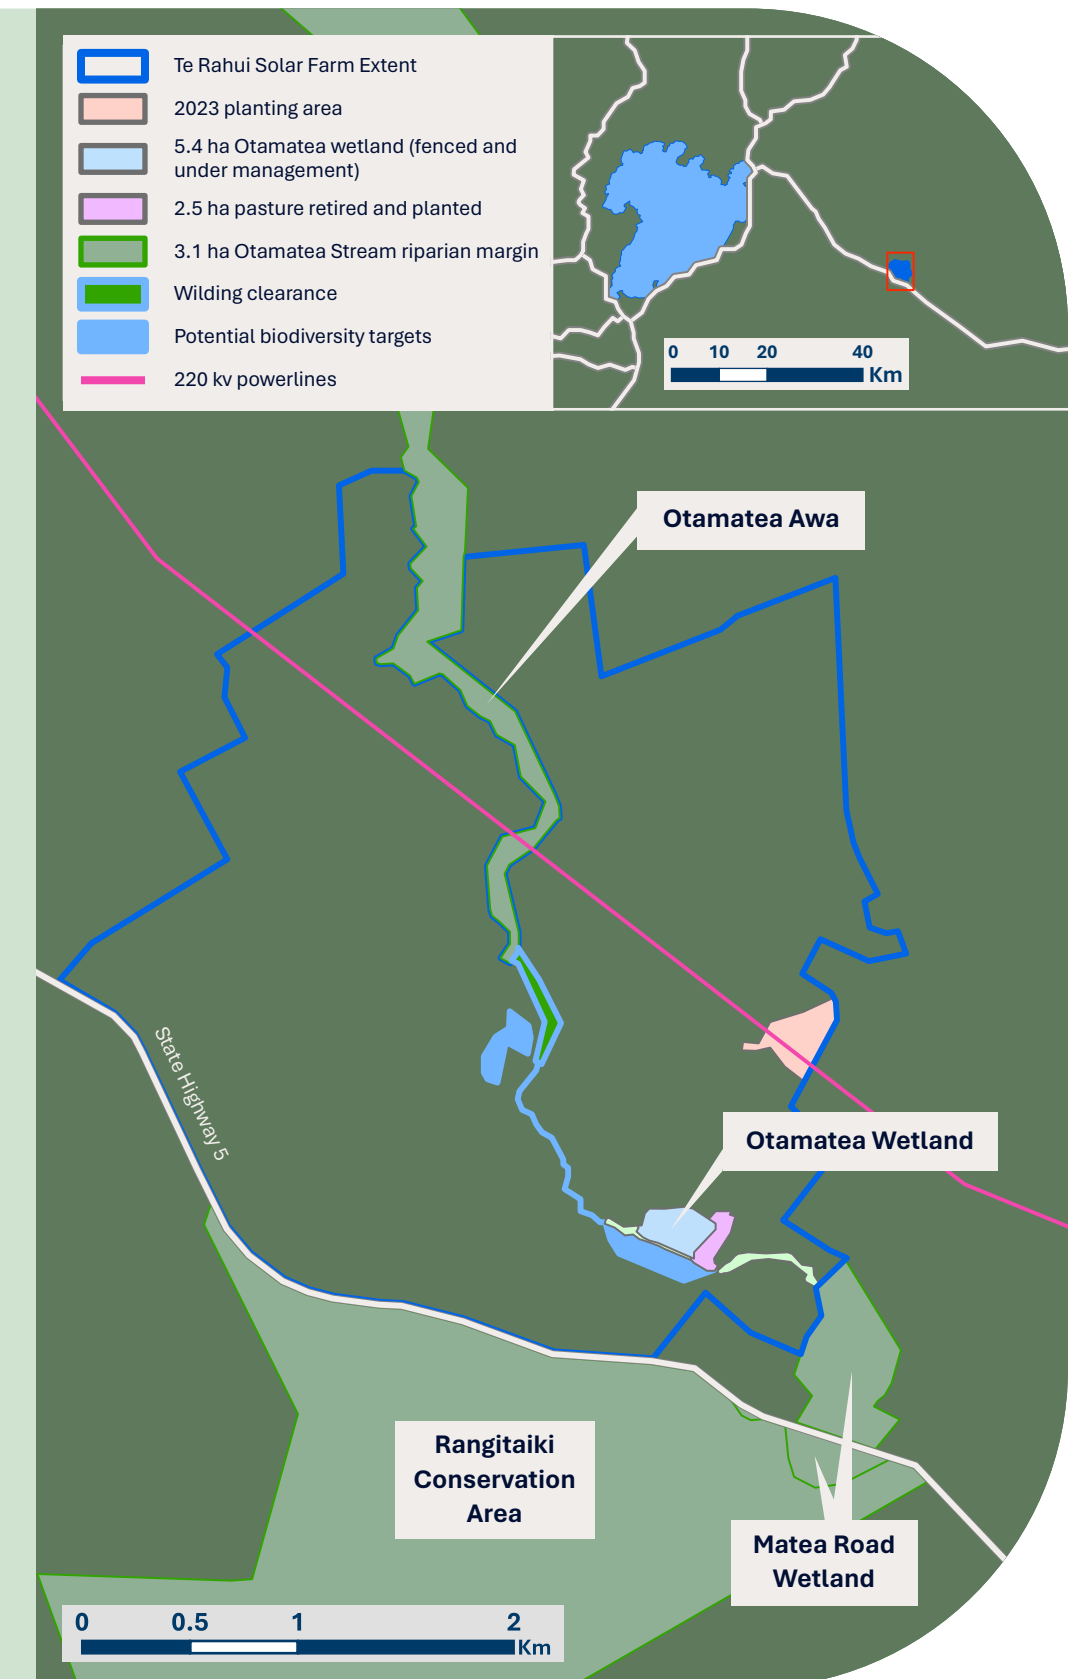 Te Rahui Solar Farm Extent
2023 planting area
5.4 ha Otamatea wetland (fenced and
under management)
2.5 ha pasture retired and planted
3.1 ha Otamatea Stream riparian margin
Wilding clearance
Potential biodiversity targets
220 kv powerlines
0 10 20 40
Km
Otamatea Awa
State Highway 5
Otamatea Wetland
Rangitaiki
Conservation
Area
Matea Road
Wetland
0 0.5 1 2
Km